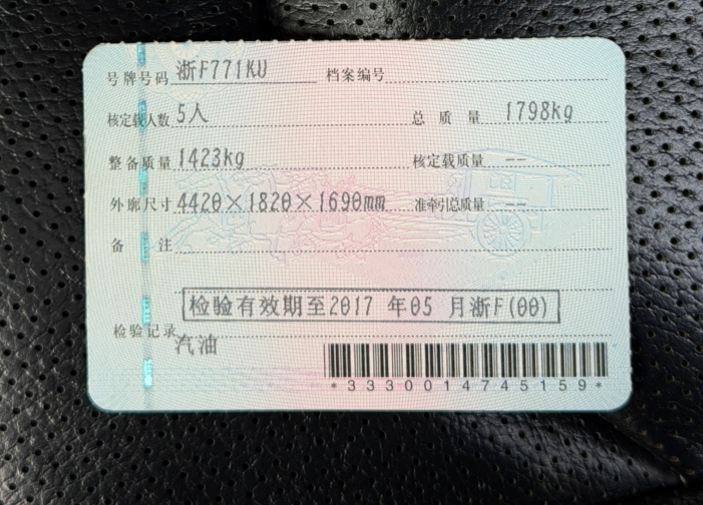 号牌号码 浙F771KU 档案编号
核定载人数 5人 总质量 1798kg
整备质量 1423kg 核定载质量 --
外廓尺寸 4420×1820×1690mm 准牵引总质量 --
备注
检验有效期至2017 年05 月浙F(00)
检验记录
汽油
*3330014745159*